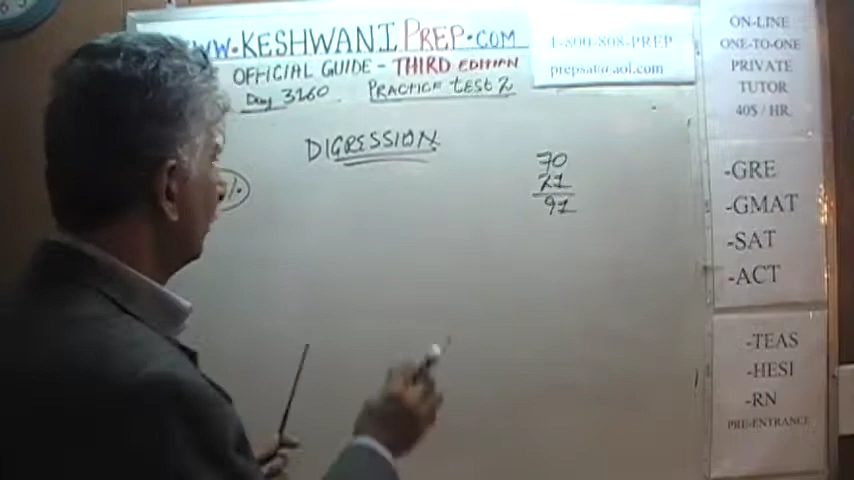 WW.KESHWANIPREP.COM
1-800-808-PREP
OFFICIAL GUIDE - THIRD EDITION
prepsat@aol.com
Day 3160
PRACTICE TEST 2
DIGRESSION
70
21
91
%
ON-LINE
ONE-TO-ONE
PRIVATE
TUTOR
40$ / HR.
-GRE
-GMAT
-SAT
-ACT
-TEAS
-HESI
-RN
PRE-ENTRANCE